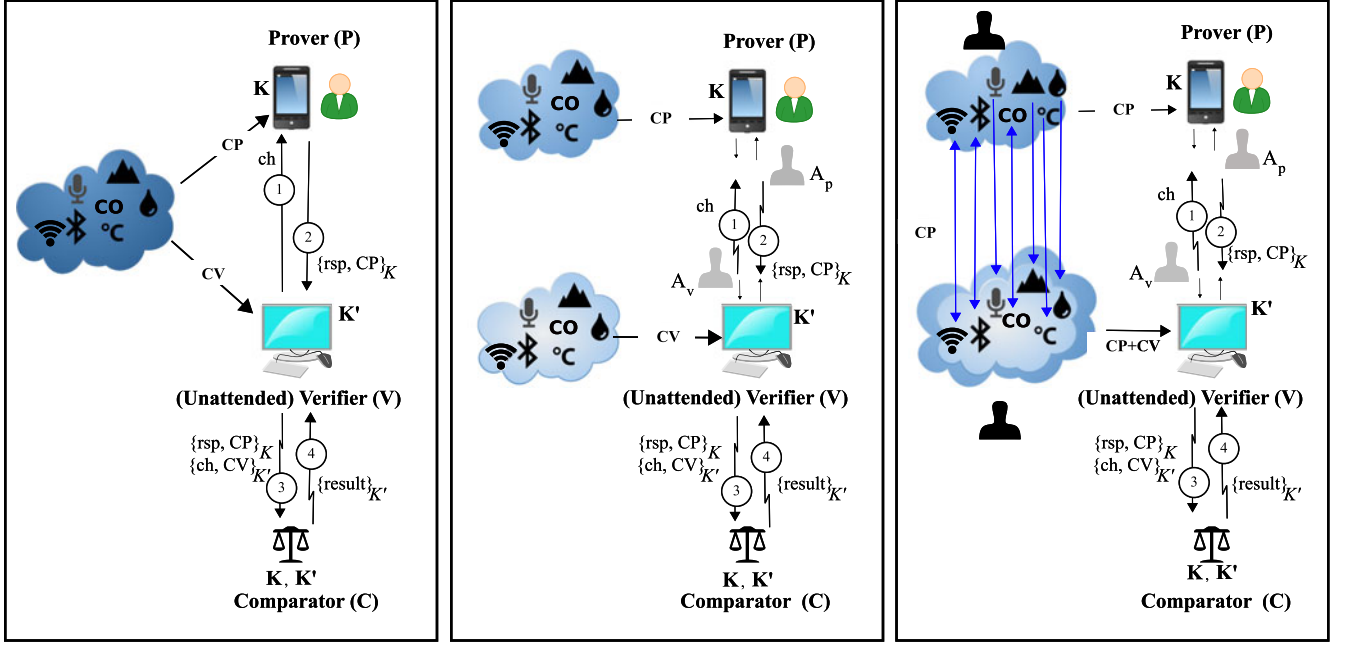 Prover (P)
K
CP
ch
CO
°C
1
2
{rsp, CP}K
CV
K'
(Unattended) Verifier (V)
{rsp, CP}K
{ch, CV}K'
4
3
{result}K'
K, K'
Comparator (C)
Prover (P)
K
CO
CP
°C
Ap
ch
1
2
{rsp, CP}K
Av
K'
CO
CV
°C
(Unattended) Verifier (V)
{rsp, CP}K
{ch, CV}K'
4
3
{result}K'
K, K'
Comparator (C)
Prover (P)
K
CO
°C
CP
Ap
ch
1
2
CP
{rsp, CP}K
Av
K'
CO
°C
CP+CV
(Unattended) Verifier (V)
{rsp, CP}K
{ch, CV}K'
4
3
{result}K'
K, K'
Comparator (C)